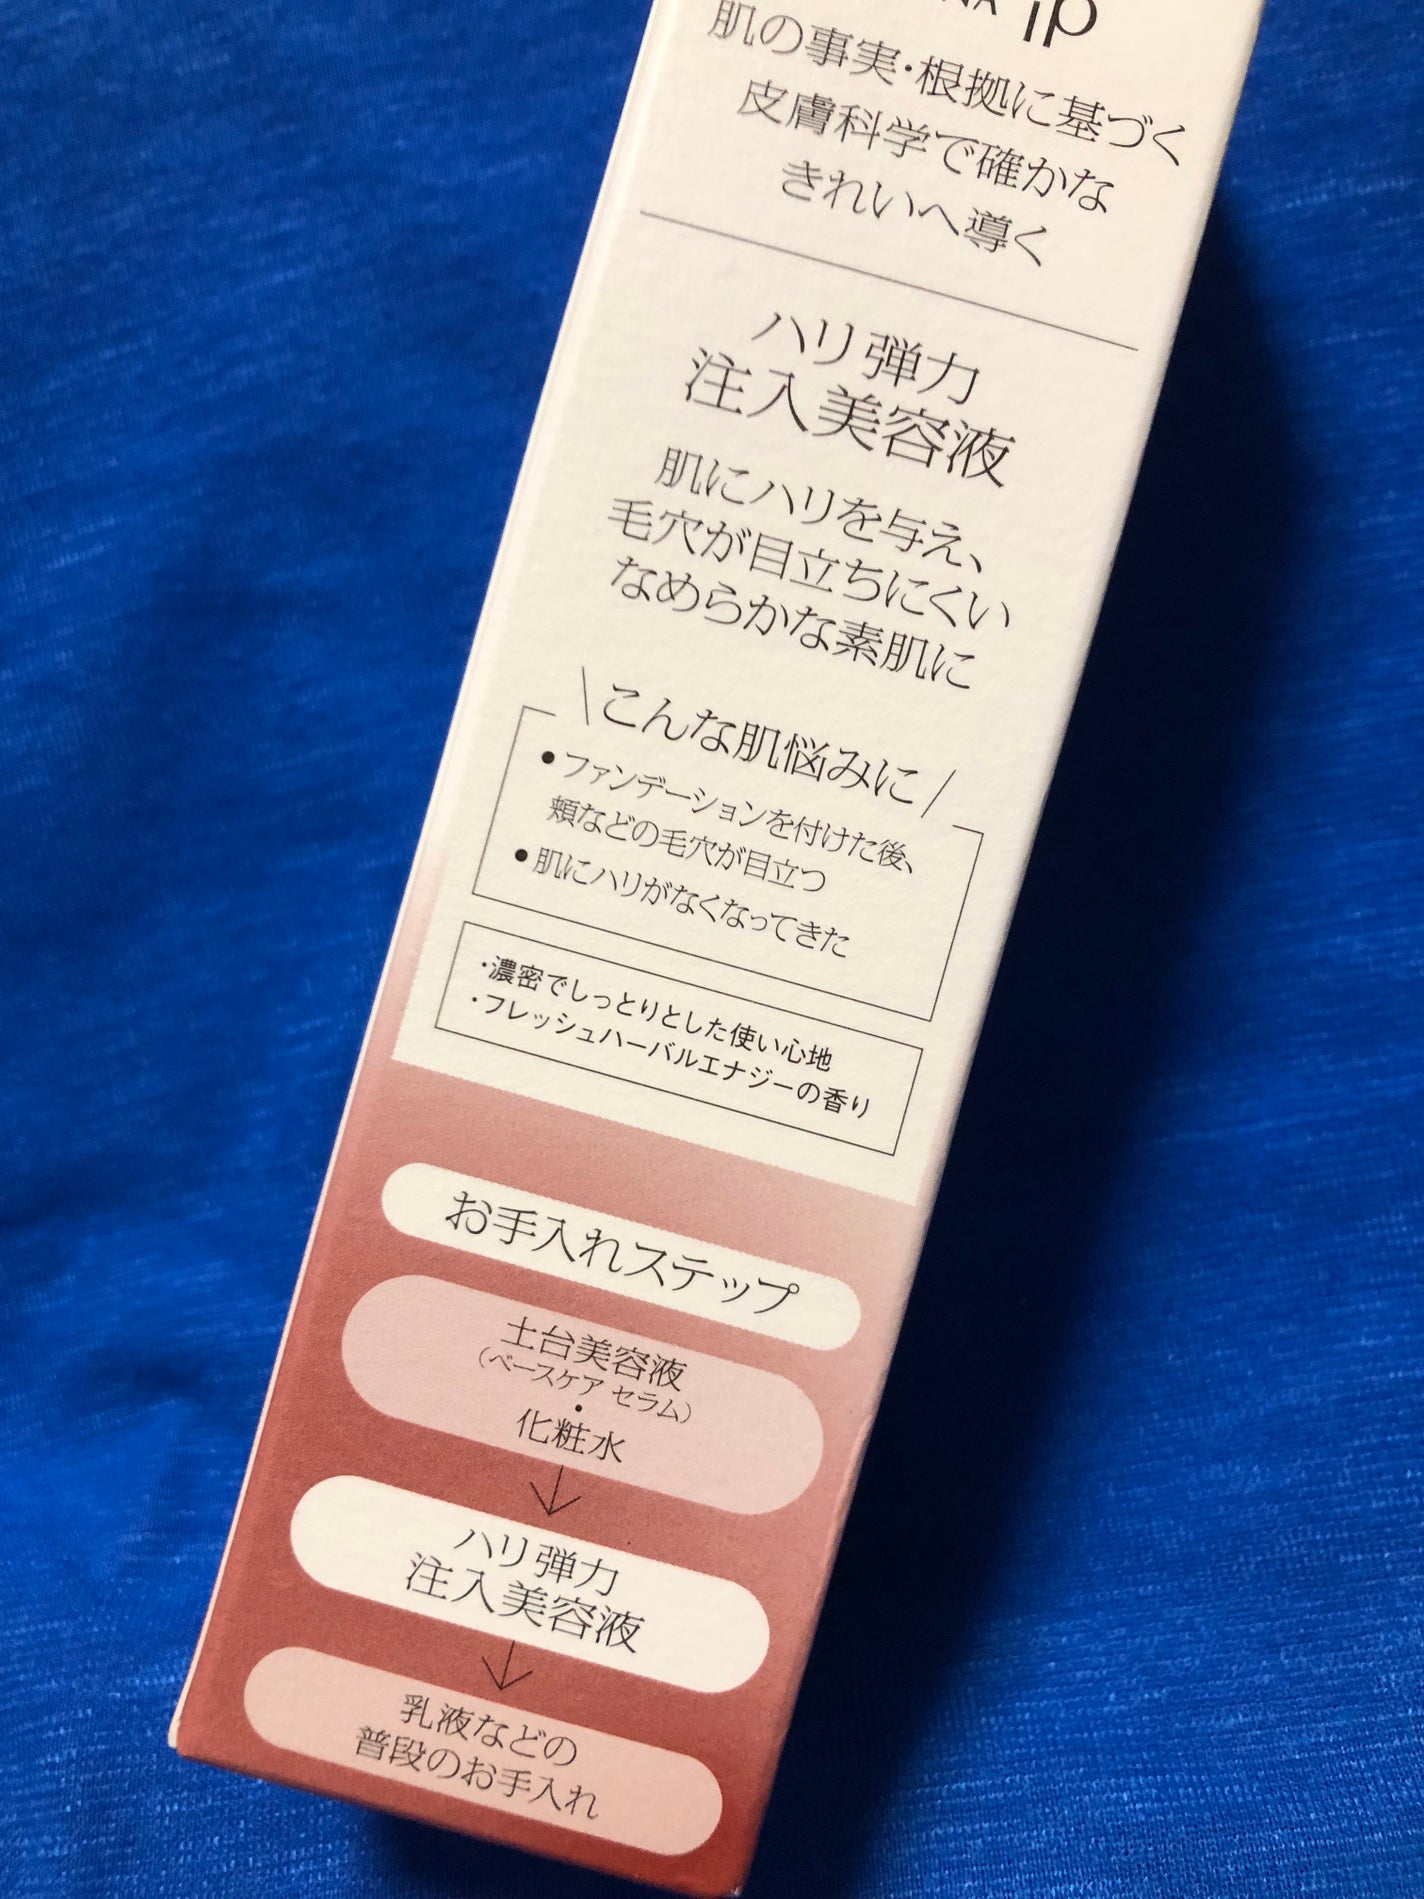 iP
肌の事実・根拠に基づく
皮膚科学で確かな
きれいへ導く
ハリ弾力
注入美容液
肌にハリを与え、
毛穴が目立ちにくい
なめらかな素肌に
\こんな肌悩みに/
●ファンデーションを付けた後、
頬などの毛穴が目立つ
●肌にハリがなくなってきた
・濃密でしっとりとした使い心地
・フレッシュハーバルエナジーの香り
お手入れステップ
土台美容液
（ベースケア セラム）
・
化粧水
ハリ弾力
注入美容液
乳液などの
普段のお手入れ